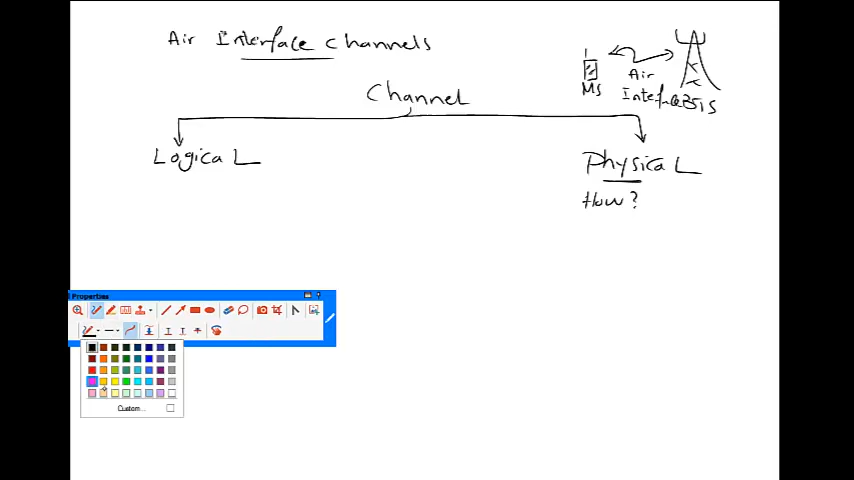 Air Interface channels
MS
Air
Interface
BTS
Channel
Logical
Physical
How?
Properties
Custom...